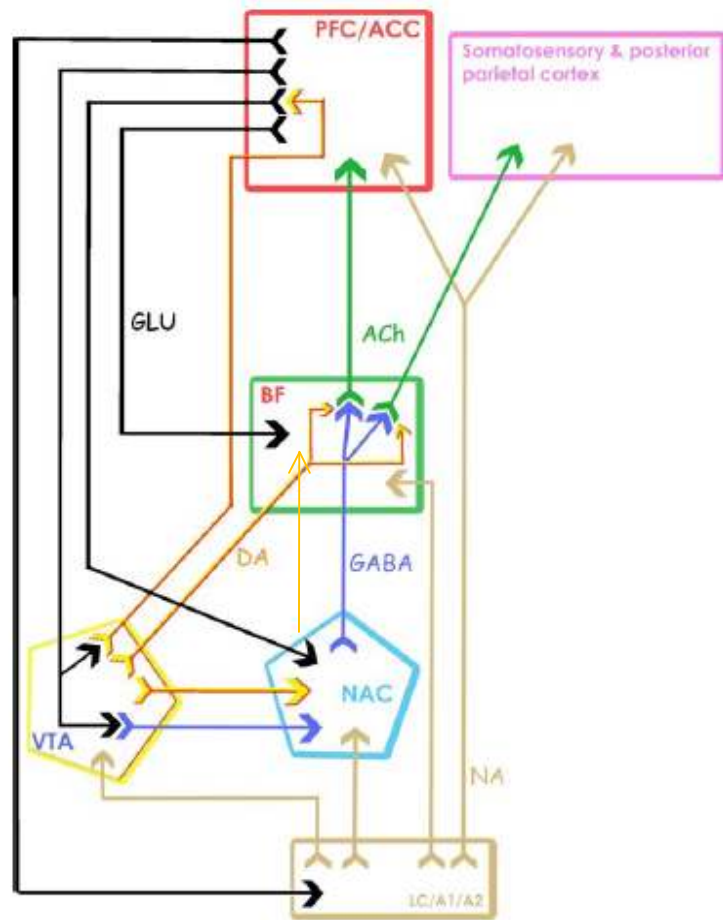 PFC/ACC
Somatosensory & posterior
parietal cortex
GLU
ACh
BF
DA
GABA
NAC
VTA
NA
LC/A1/A2